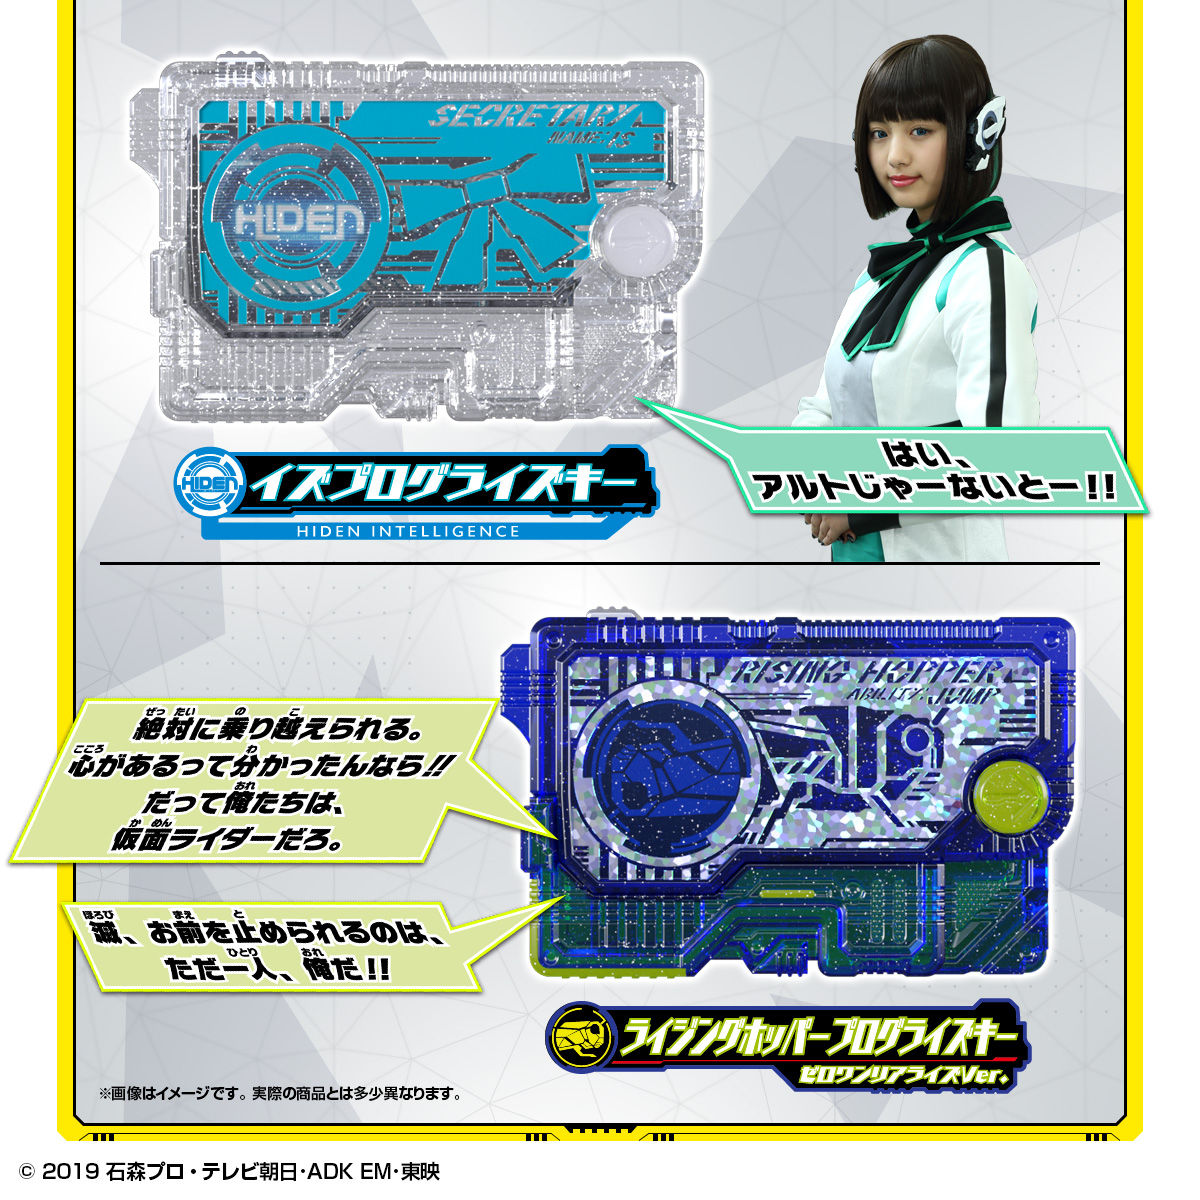 SECRETARY
NAME: IS
HIDEN
はい、
アルトじゃーないとー!!
HIDEN
イズプログライズキー
HIDEN INTELLIGENCE
RISING HOPPER
ABILITY: JUMP
絶対に乗り越えられる。
心があるって分かったんなら!!
だって俺たちは、
仮面ライダーだろ。
滅、お前を止められるのは、
ただ一人、俺だ!!
ライジングホッパープログライズキー
ゼロワンリアライズVer.
※画像はイメージです。実際の商品とは多少異なります。
© 2019 石森プロ・テレビ朝日・ADK EM・東映